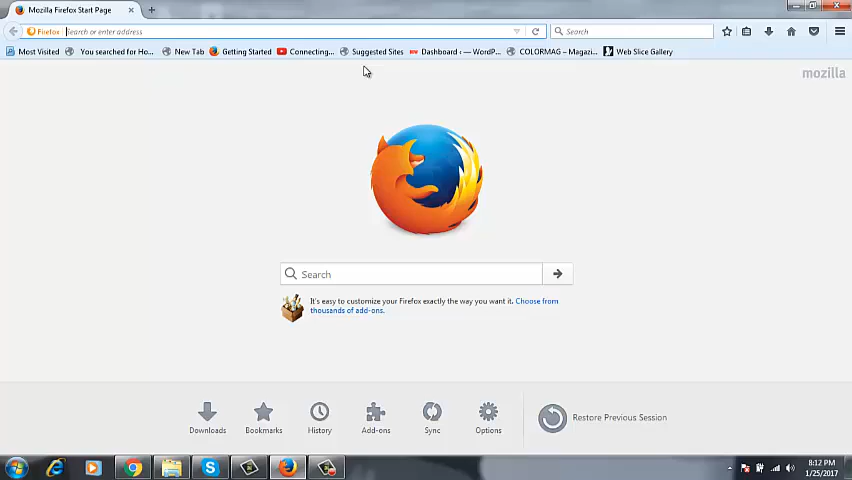 Mozilla Firefox Start Page
Firefox Search or enter address
Search
Most Visited You searched for Ho... New Tab Getting Started Connecting... Suggested Sites Dashboard ‹ — WordP... COLORMAG – Magazi... Web Slice Gallery
mozilla
Search
It's easy to customize your Firefox exactly the way you want it. Choose from
thousands of add-ons.
Downloads Bookmarks History Add-ons Sync Options Restore Previous Session
8:12 PM
1/25/2017